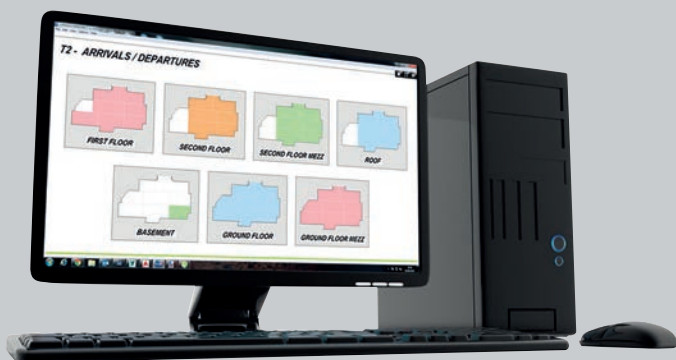 T2 - ARRIVALS / DEPARTURES
FIRST FLOOR
SECOND FLOOR
SECOND FLOOR MEZZ
ROOF
BASEMENT
GROUND FLOOR
GROUND FLOOR MEZZ